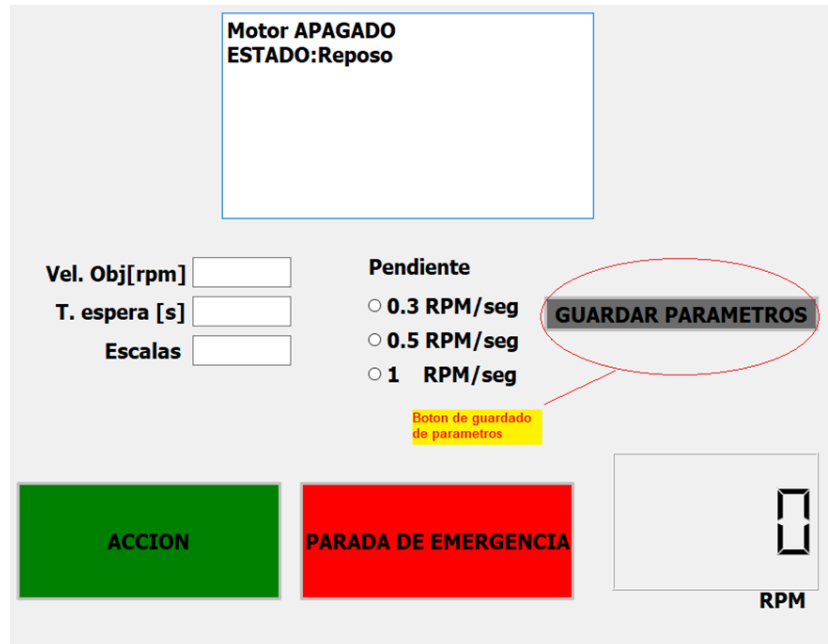 Motor APAGADO
ESTADO:Reposo
Vel. Obj[rpm]
T. espera [s]
Escalas
Pendiente
0.3 RPM/seg
0.5 RPM/seg
1 RPM/seg
GUARDAR PARAMETROS
Boton de guardado
de parametros
ACCION
PARADA DE EMERGENCIA
0
RPM